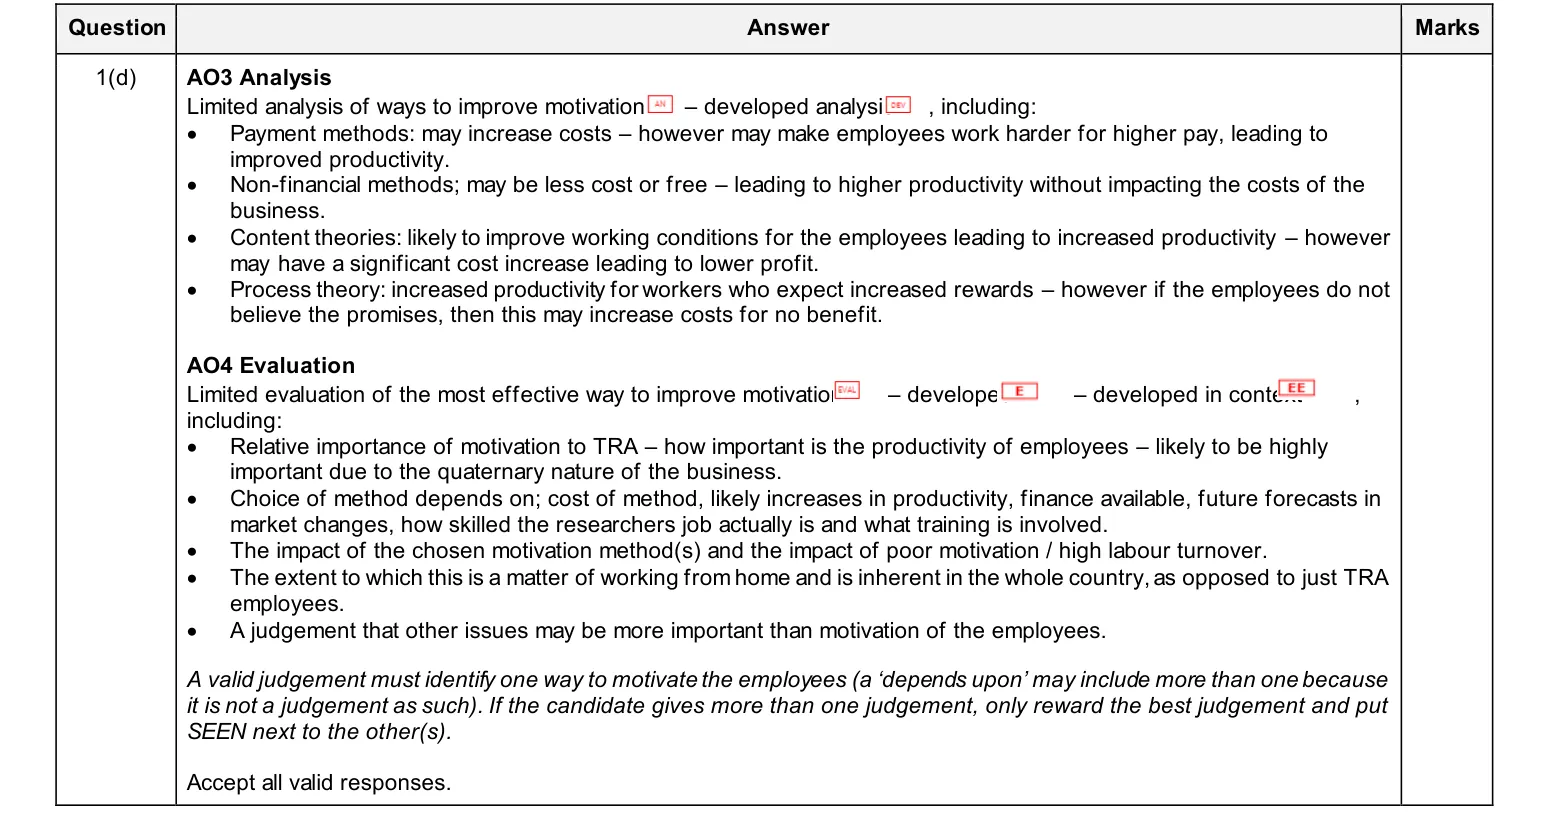 Question Answer Marks
1(d) AO3 Analysis
Limited analysis of ways to improve motivation AN – developed analysi DEV , including:
• Payment methods: may increase costs – however may make employees work harder for higher pay, leading to
improved productivity.
• Non-financial methods; may be less cost or free – leading to higher productivity without impacting the costs of the
business.
• Content theories: likely to improve working conditions for the employees leading to increased productivity – however
may have a significant cost increase leading to lower profit.
• Process theory: increased productivity for workers who expect increased rewards – however if the employees do not
believe the promises, then this may increase costs for no benefit.
AO4 Evaluation
Limited evaluation of the most effective way to improve motivatio EVAL – develope E – developed in conte EE ,
including:
• Relative importance of motivation to TRA – how important is the productivity of employees – likely to be highly
important due to the quaternary nature of the business.
• Choice of method depends on; cost of method, likely increases in productivity, finance available, future forecasts in
market changes, how skilled the researchers job actually is and what training is involved.
• The impact of the chosen motivation method(s) and the impact of poor motivation / high labour turnover.
• The extent to which this is a matter of working from home and is inherent in the whole country, as opposed to just TRA
employees.
• A judgement that other issues may be more important than motivation of the employees.
A valid judgement must identify one way to motivate the employees (a ‘depends upon’ may include more than one because
it is not a judgement as such). If the candidate gives more than one judgement, only reward the best judgement and put
SEEN next to the other(s).
Accept all valid responses.